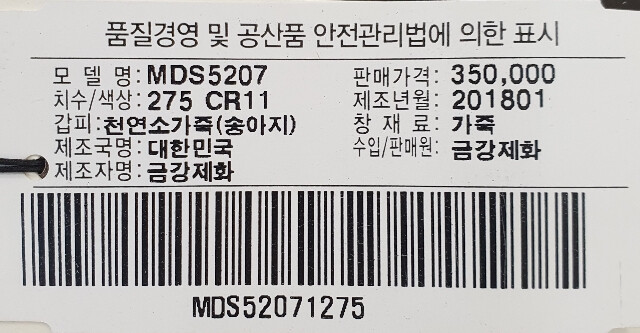 품질경영 및 공산품 안전관리법에 의한 표시
모 델 명: MDS5207 판매가격: 350,000
치수/색상: 275 CR11 제조년월: 201801
갑피: 천연소가죽(송아지) 창 재 료: 가죽
제조국명: 대한민국 수입/판매원: 금강제화
제조자명: 금강제화
MDS52071275